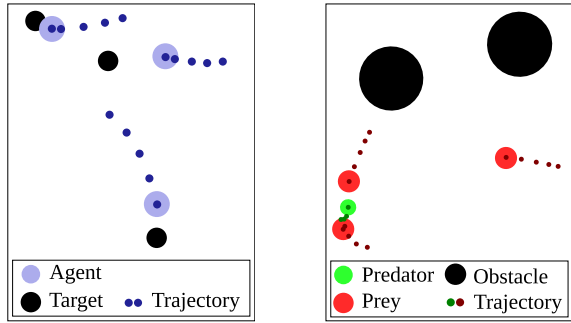 Agent
Target
Trajectory
Predator
Obstacle
Prey
Trajectory